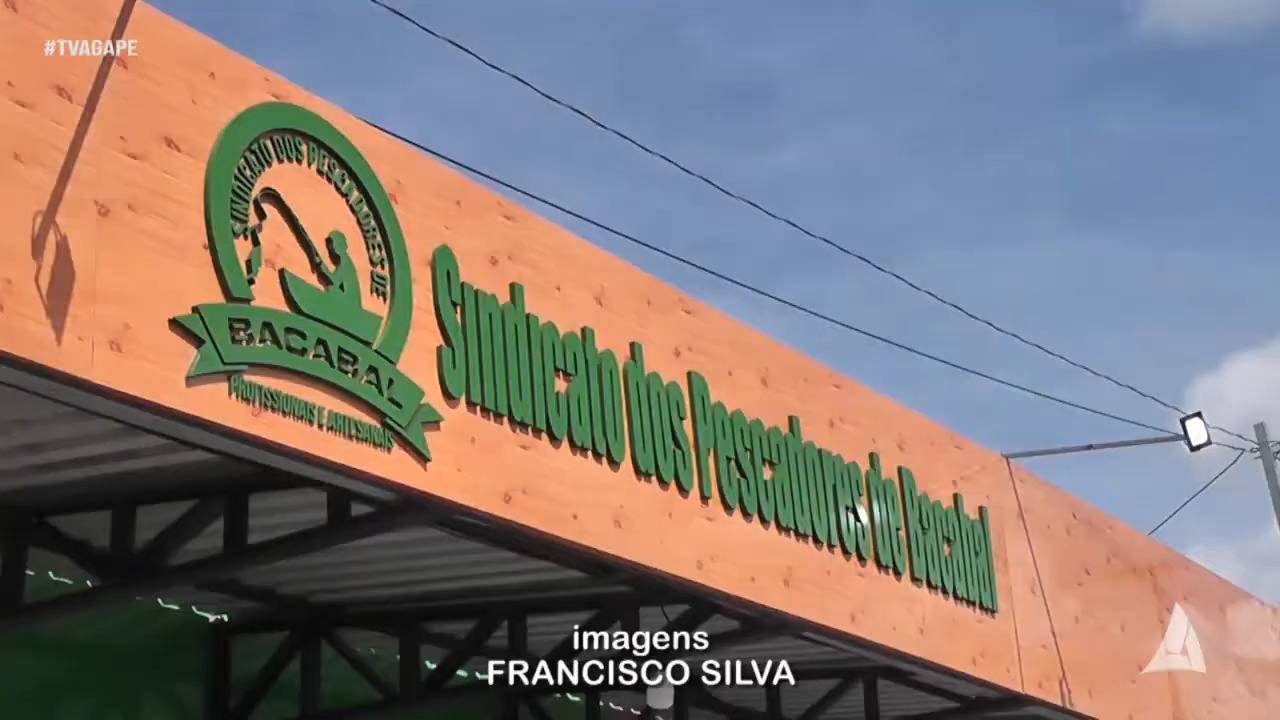 #TVAGAPE
SINDICATO DOS PESCADORES DE
BACABAL
PROFISSIONAIS E ARTESANAIS
Sindicato dos Pescadores de Bacabal
imagens
FRANCISCO SILVA